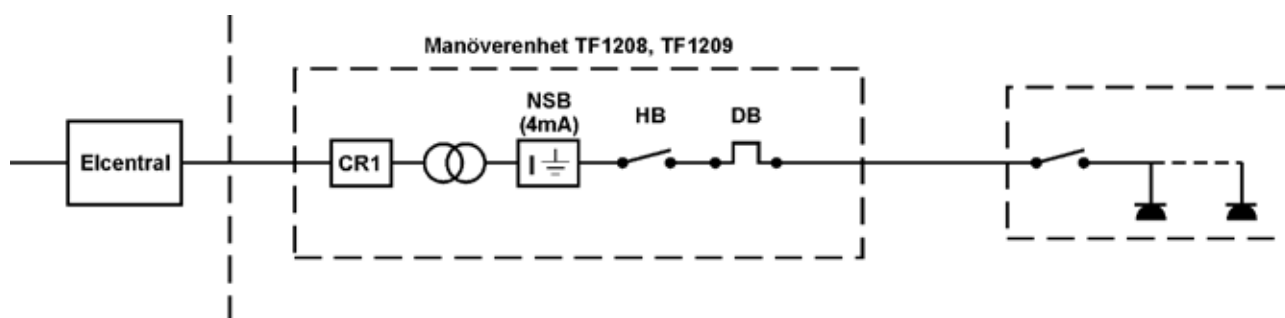 Manöverenhet TF1208, TF1209
NSB
(4mA)
HB
DB
Elcentral
CR1
I